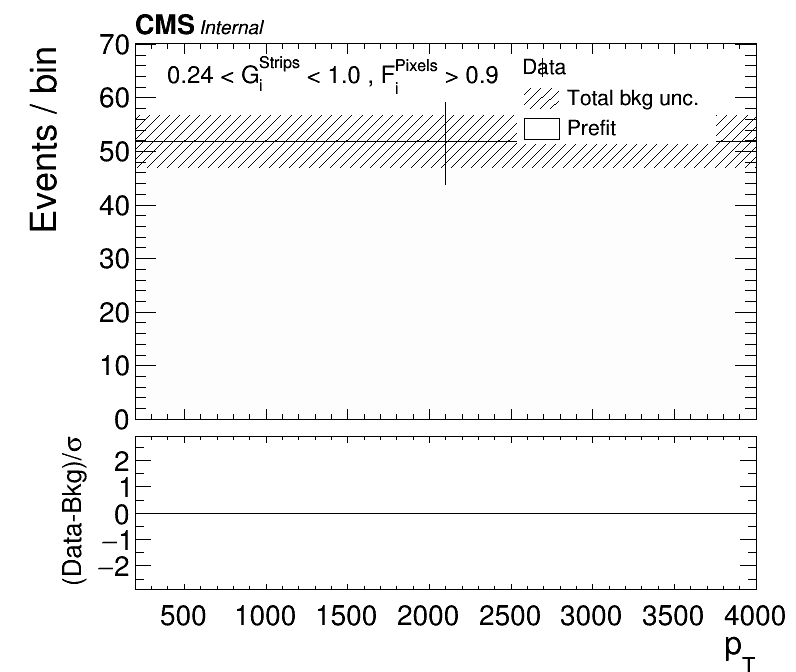 CMS Internal
0.24 < G_i^Strips < 1.0 , F_i^Pixels > 0.9
Data
Total bkg unc.
Prefit
Events / bin
70
60
50
40
30
20
10
0
(Data-Bkg)/σ
2
1
0
−1
−2
500 1000 1500 2000 2500 3000 3500 4000
p_T